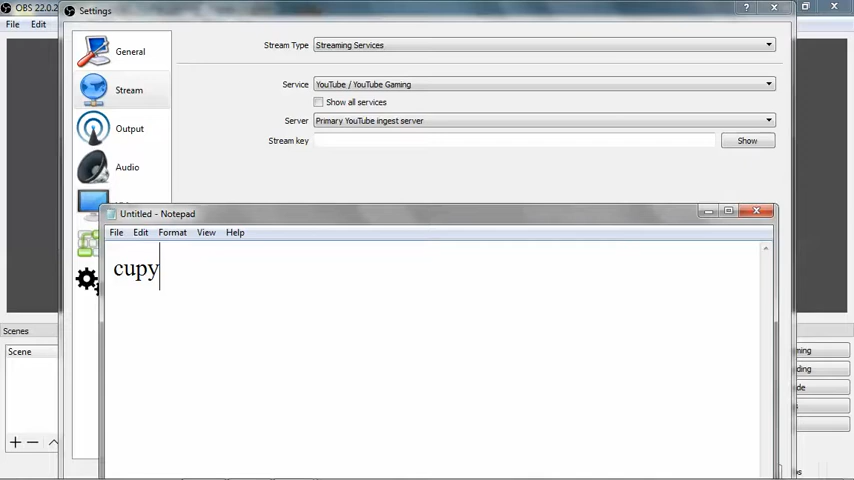 OBS 22.0.2
Settings
File Edit
General
Stream
Output
Audio
Stream Type Streaming Services
Service YouTube / YouTube Gaming
Show all services
Server Primary YouTube ingest server
Stream key Show
Untitled - Notepad
File Edit Format View Help
cupy
Scenes
Scene